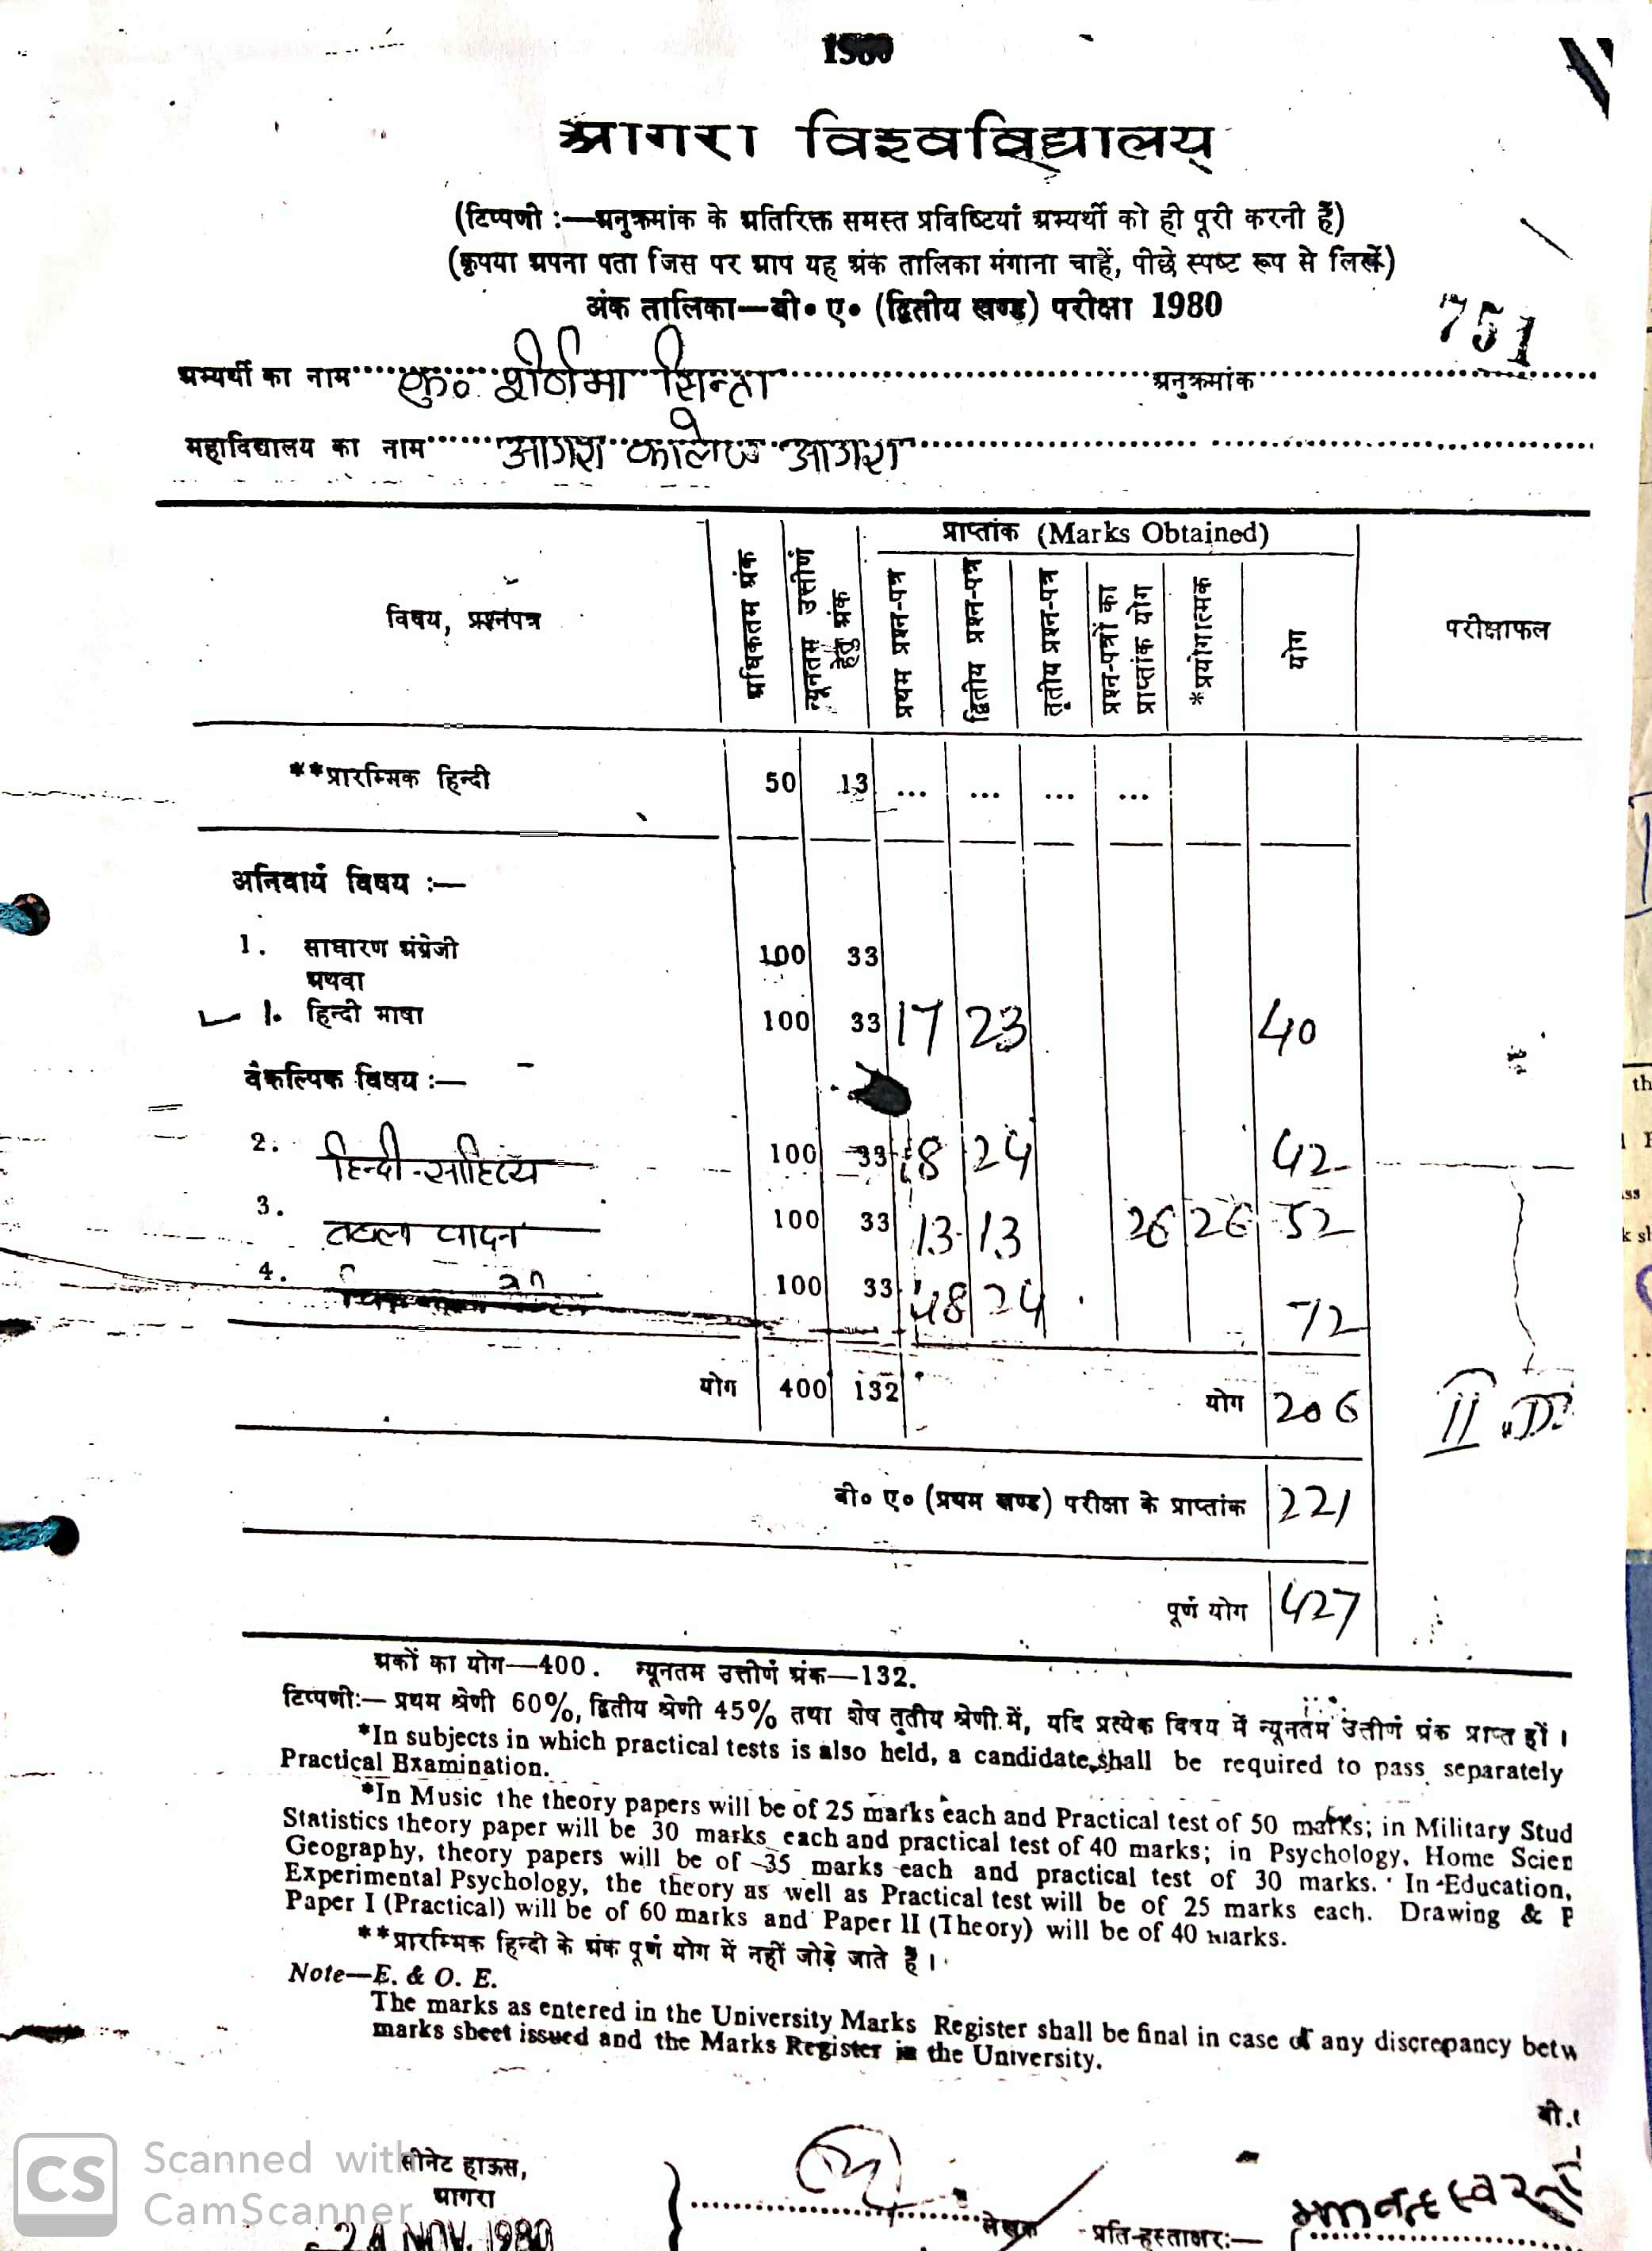 1980
आगरा विश्वविद्यालय
(टिप्पणी :—अनुक्रमांक के अतिरिक्त समस्त प्रविष्टियां अभ्यर्थी को ही पूरी करनी हैं)
(कृपया अपना पता जिस पर आप यह अंक तालिका मंगाना चाहें, पीछे स्पष्ट रूप से लिखें)
अंक तालिका—बी० ए० (द्वितीय खण्ड) परीक्षा 1980
751
अभ्यर्थी का नाम कु० सिन्हा अनुक्रमांक
महाविद्यालय का नाम आगरा कालेज आगरा
विषय, प्रश्नपत्र अधिकतम अंक न्यूनतम उत्तीर्ण हेतु अंक प्राप्तांक (Marks Obtained) परीक्षाफल
प्रथम प्रश्न-पत्र द्वितीय प्रश्न-पत्र तृतीय प्रश्न-पत्र प्रश्न-पत्रों का प्राप्तांक योग *प्रयोगात्मक योग
**प्रारम्भिक हिन्दी 50 13 ... ... ... ...
अनिवार्य विषय :—
1. साधारण अंग्रेजी 100 33
अथवा
1. हिन्दी भाषा 100 33 17 23 40
वैकल्पिक विषय :—
2. हिन्दी-साहित्य 100 33 18 24 42
3. तबला वादन 100 33 13 13 26 26 52
4. 100 33 48 24 72
योग 400 132 योग 206 II D
बी० ए० (प्रथम खण्ड) परीक्षा के प्राप्तांक 221
पूर्ण योग 427
अंकों का योग—400. न्यूनतम उत्तीर्ण अंक—132.
टिप्पणी:— प्रथम श्रेणी 60%, द्वितीय श्रेणी 45% तथा शेष तृतीय श्रेणी में, यदि प्रत्येक विषय में न्यूनतम उत्तीर्ण अंक प्राप्त हों।
*In subjects in which practical tests is also held, a candidate shall be required to pass separately
Practical Examination.
*In Music the theory papers will be of 25 marks each and Practical test of 50 marks; in Military Stud
Statistics theory paper will be 30 marks each and practical test of 40 marks; in Psychology, Home Scien
Geography, theory papers will be of 35 marks each and practical test of 30 marks. In Education,
Experimental Psychology, the theory as well as Practical test will be of 25 marks each. Drawing & P
Paper I (Practical) will be of 60 marks and Paper II (Theory) will be of 40 marks.
**प्रारम्भिक हिन्दी के अंक पूर्ण योग में नहीं जोड़े जाते हैं।
Note—E. & O. E.
The marks as entered in the University Marks Register shall be final in case of any discrepancy betw
marks sheet issued and the Marks Register in the University.
बी.
सीनेट हाऊस,
आगरा
24 NOV. 1980
लेखक प्रति-हस्ताक्षर:—
CS Scanned with
CamScanner